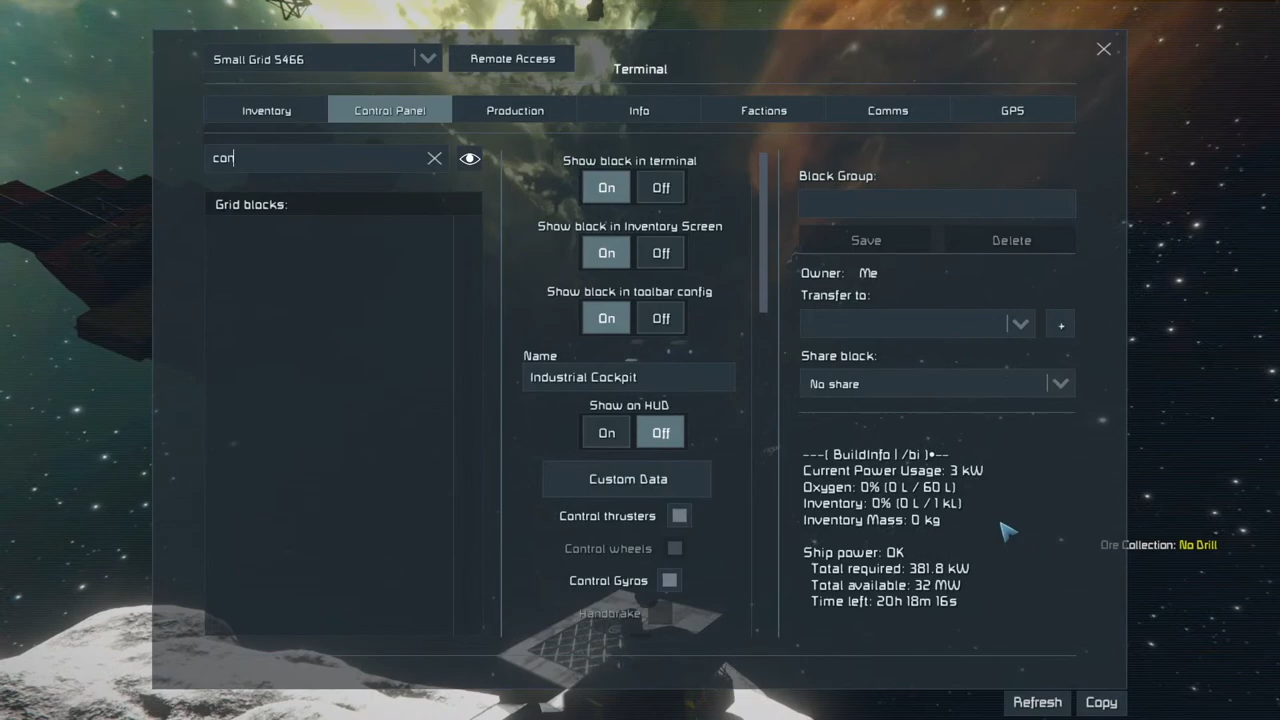 Small Grid 5466
Remote Access
Terminal
Inventory
Control Panel
Production
Info
Factions
Comms
GPS
con
Grid blocks:
Show block in terminal
On
Off
Show block in Inventory Screen
On
Off
Show block in toolbar config
On
Off
Name
Industrial Cockpit
Show on HUD
On
Off
Custom Data
Control thrusters
Control wheels
Control Gyros
Handbrake
Block Group:
Save
Delete
Owner: Me
Transfer to:
+
Share block:
No share
---( BuildInfo | /bi )•--
Current Power Usage: 3 kW
Oxygen: 0% (0 L / 60 L)
Inventory: 0% (0 L / 1 kL)
Inventory Mass: 0 kg
Ship power: OK
Total required: 381.8 kW
Total available: 32 MW
Time left: 20h 18m 16s
Ore Collection: No Drill
Refresh
Copy